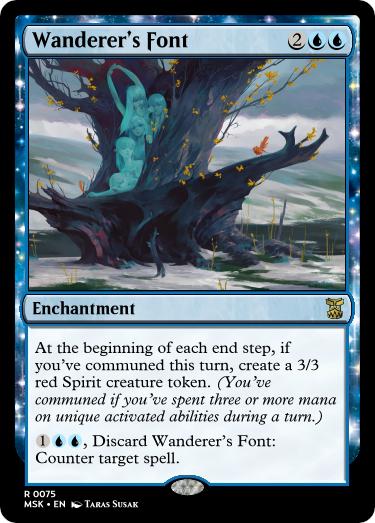 Wanderer's Font 2
Enchantment
At the beginning of each end step, if
you've communed this turn, create a 3/3
red Spirit creature token. (You've
communed if you've spent three or more mana
on unique activated abilities during a turn.)
1, Discard Wanderer's Font:
Counter target spell.
R 0075
MSK • EN Taras Susak